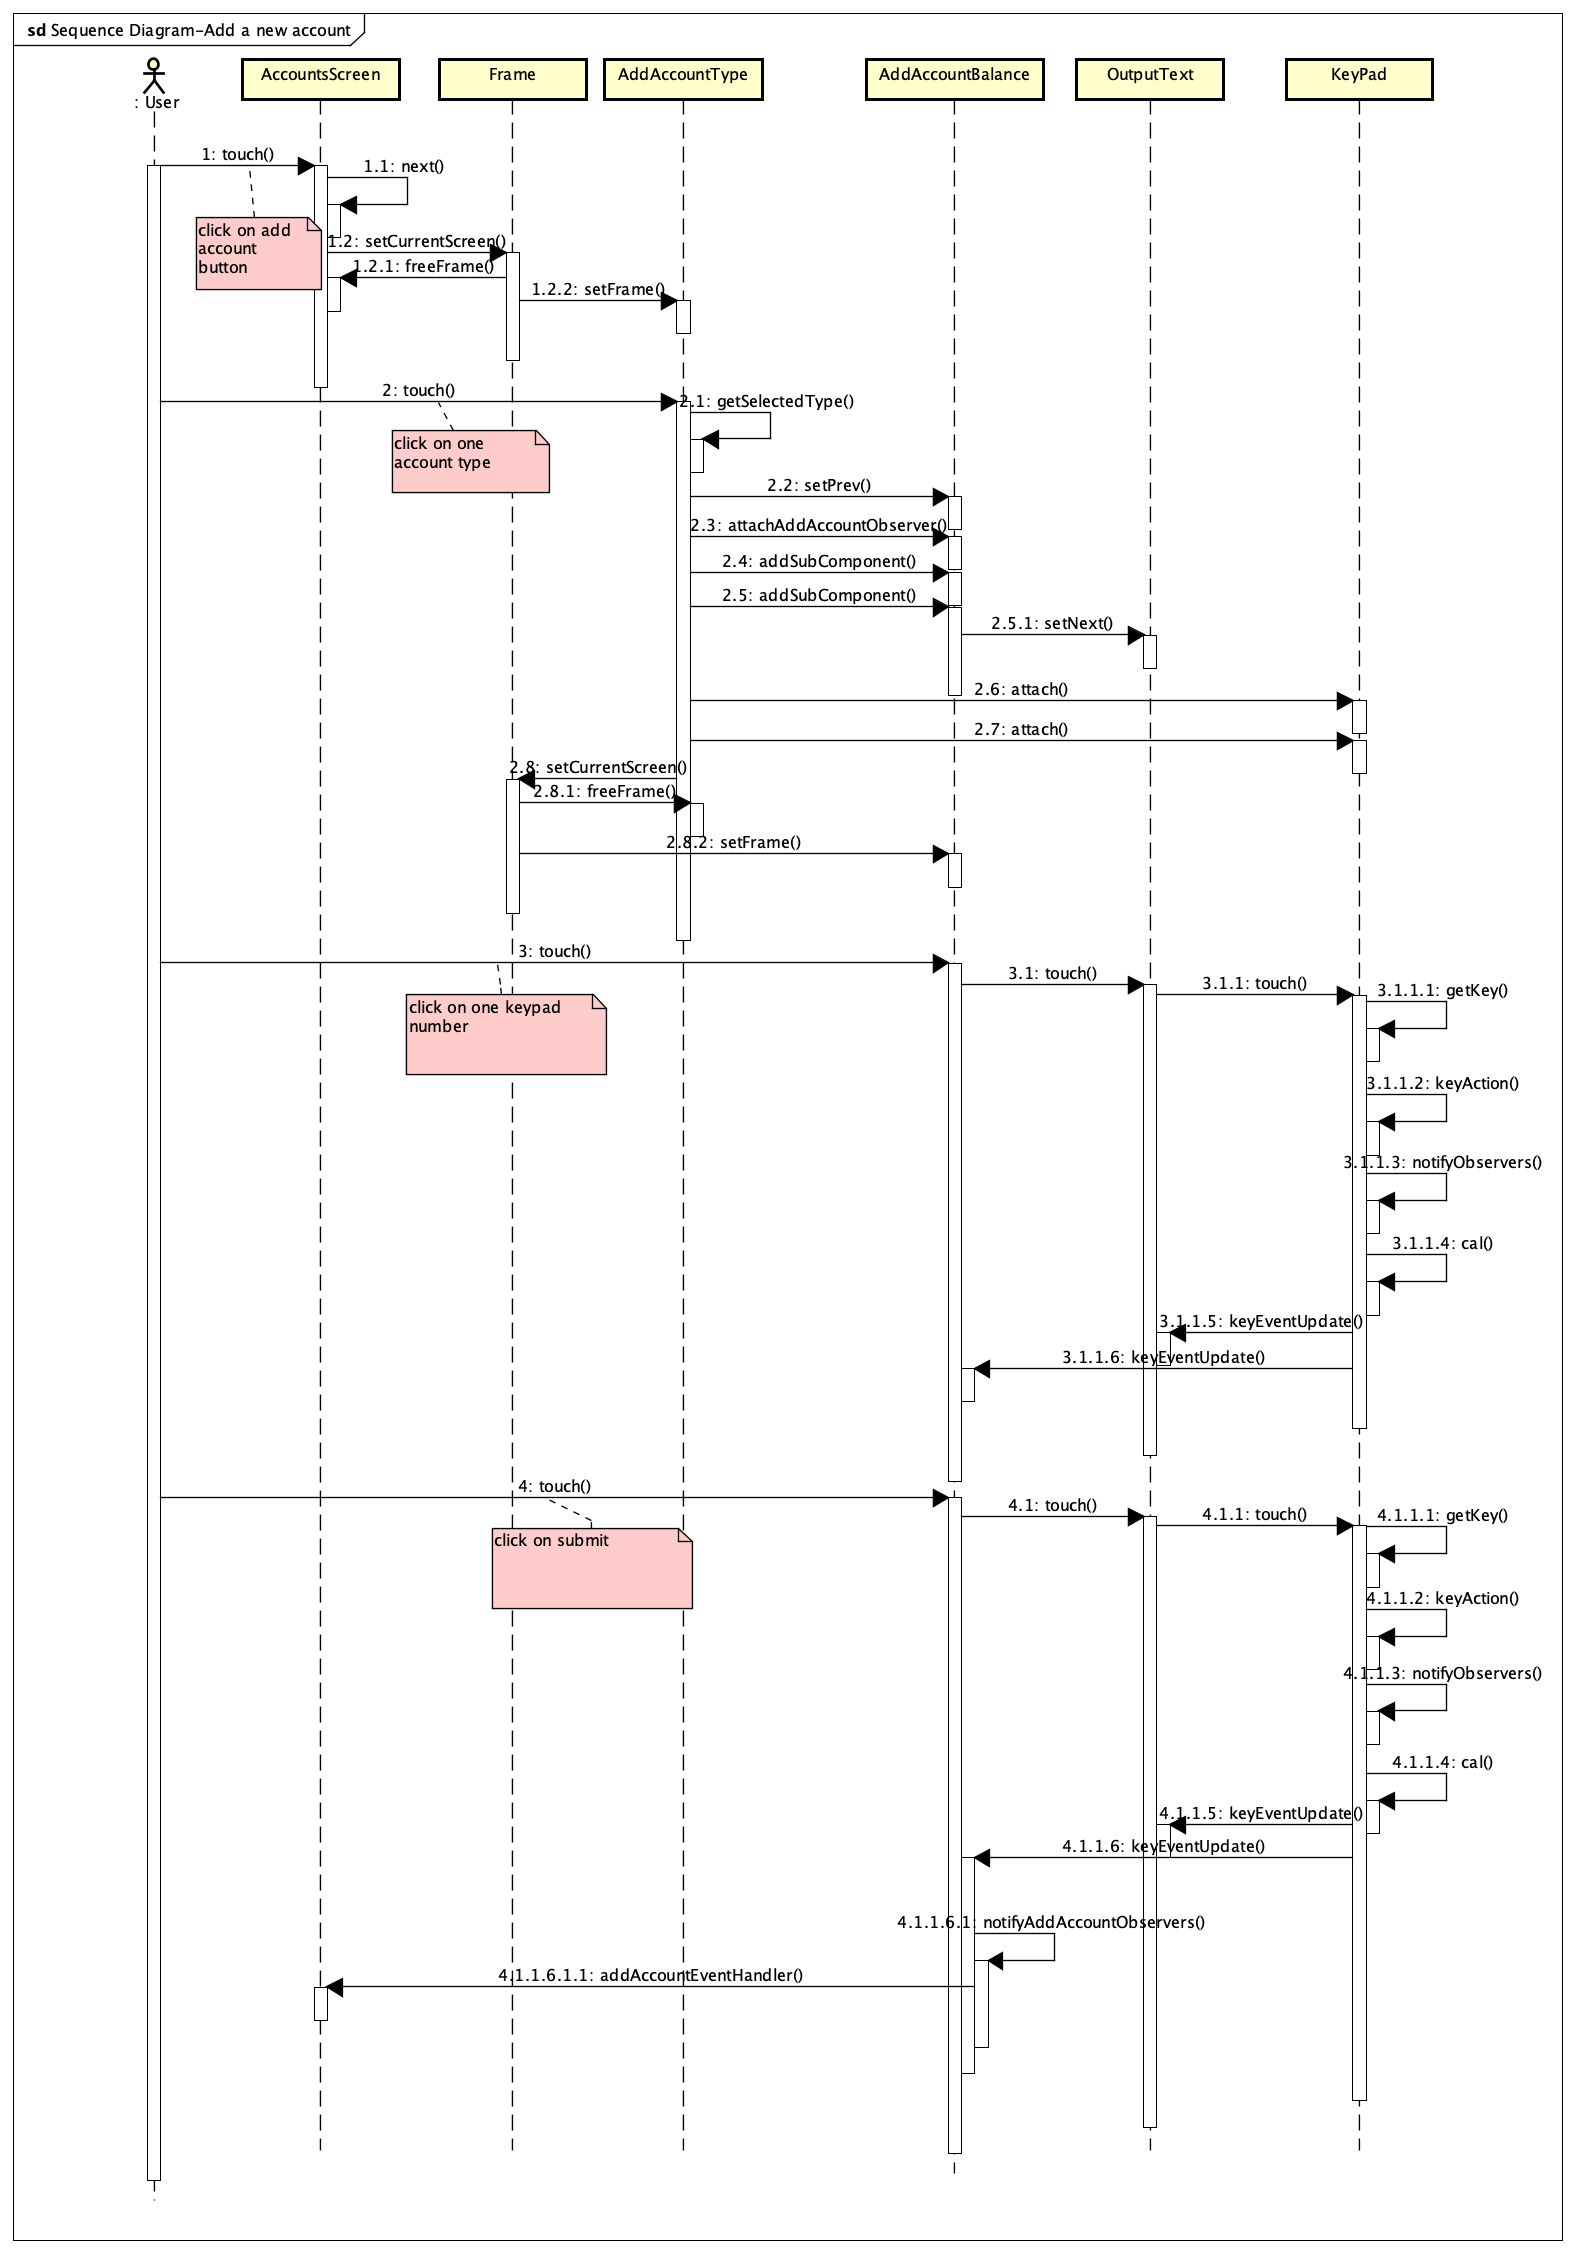 sd Sequence Diagram-Add a new account
AccountsScreen
Frame
AddAccountType
AddAccountBalance
OutputText
KeyPad
: User
1: touch()
1.1: next()
click on add
account
button
1.2: setCurrentScreen()
1.2.1: freeFrame()
1.2.2: setFrame()
2: touch()
2.1: getSelectedType()
click on one
account type
2.2: setPrev()
2.3: attachAddAccountObserver()
2.4: addSubComponent()
2.5: addSubComponent()
2.5.1: setNext()
2.6: attach()
2.7: attach()
2.8: setCurrentScreen()
2.8.1: freeFrame()
2.8.2: setFrame()
3: touch()
3.1: touch()
3.1.1: touch()
3.1.1.1: getKey()
click on one keypad
number
3.1.1.2: keyAction()
3.1.1.3: notifyObservers()
3.1.1.4: cal()
3.1.1.5: keyEventUpdate()
3.1.1.6: keyEventUpdate()
4: touch()
4.1: touch()
4.1.1: touch()
4.1.1.1: getKey()
click on submit
4.1.1.2: keyAction()
4.1.1.3: notifyObservers()
4.1.1.4: cal()
4.1.1.5: keyEventUpdate()
4.1.1.6: keyEventUpdate()
4.1.1.6.1: notifyAddAccountObservers()
4.1.1.6.1.1: addAccountEventHandler()